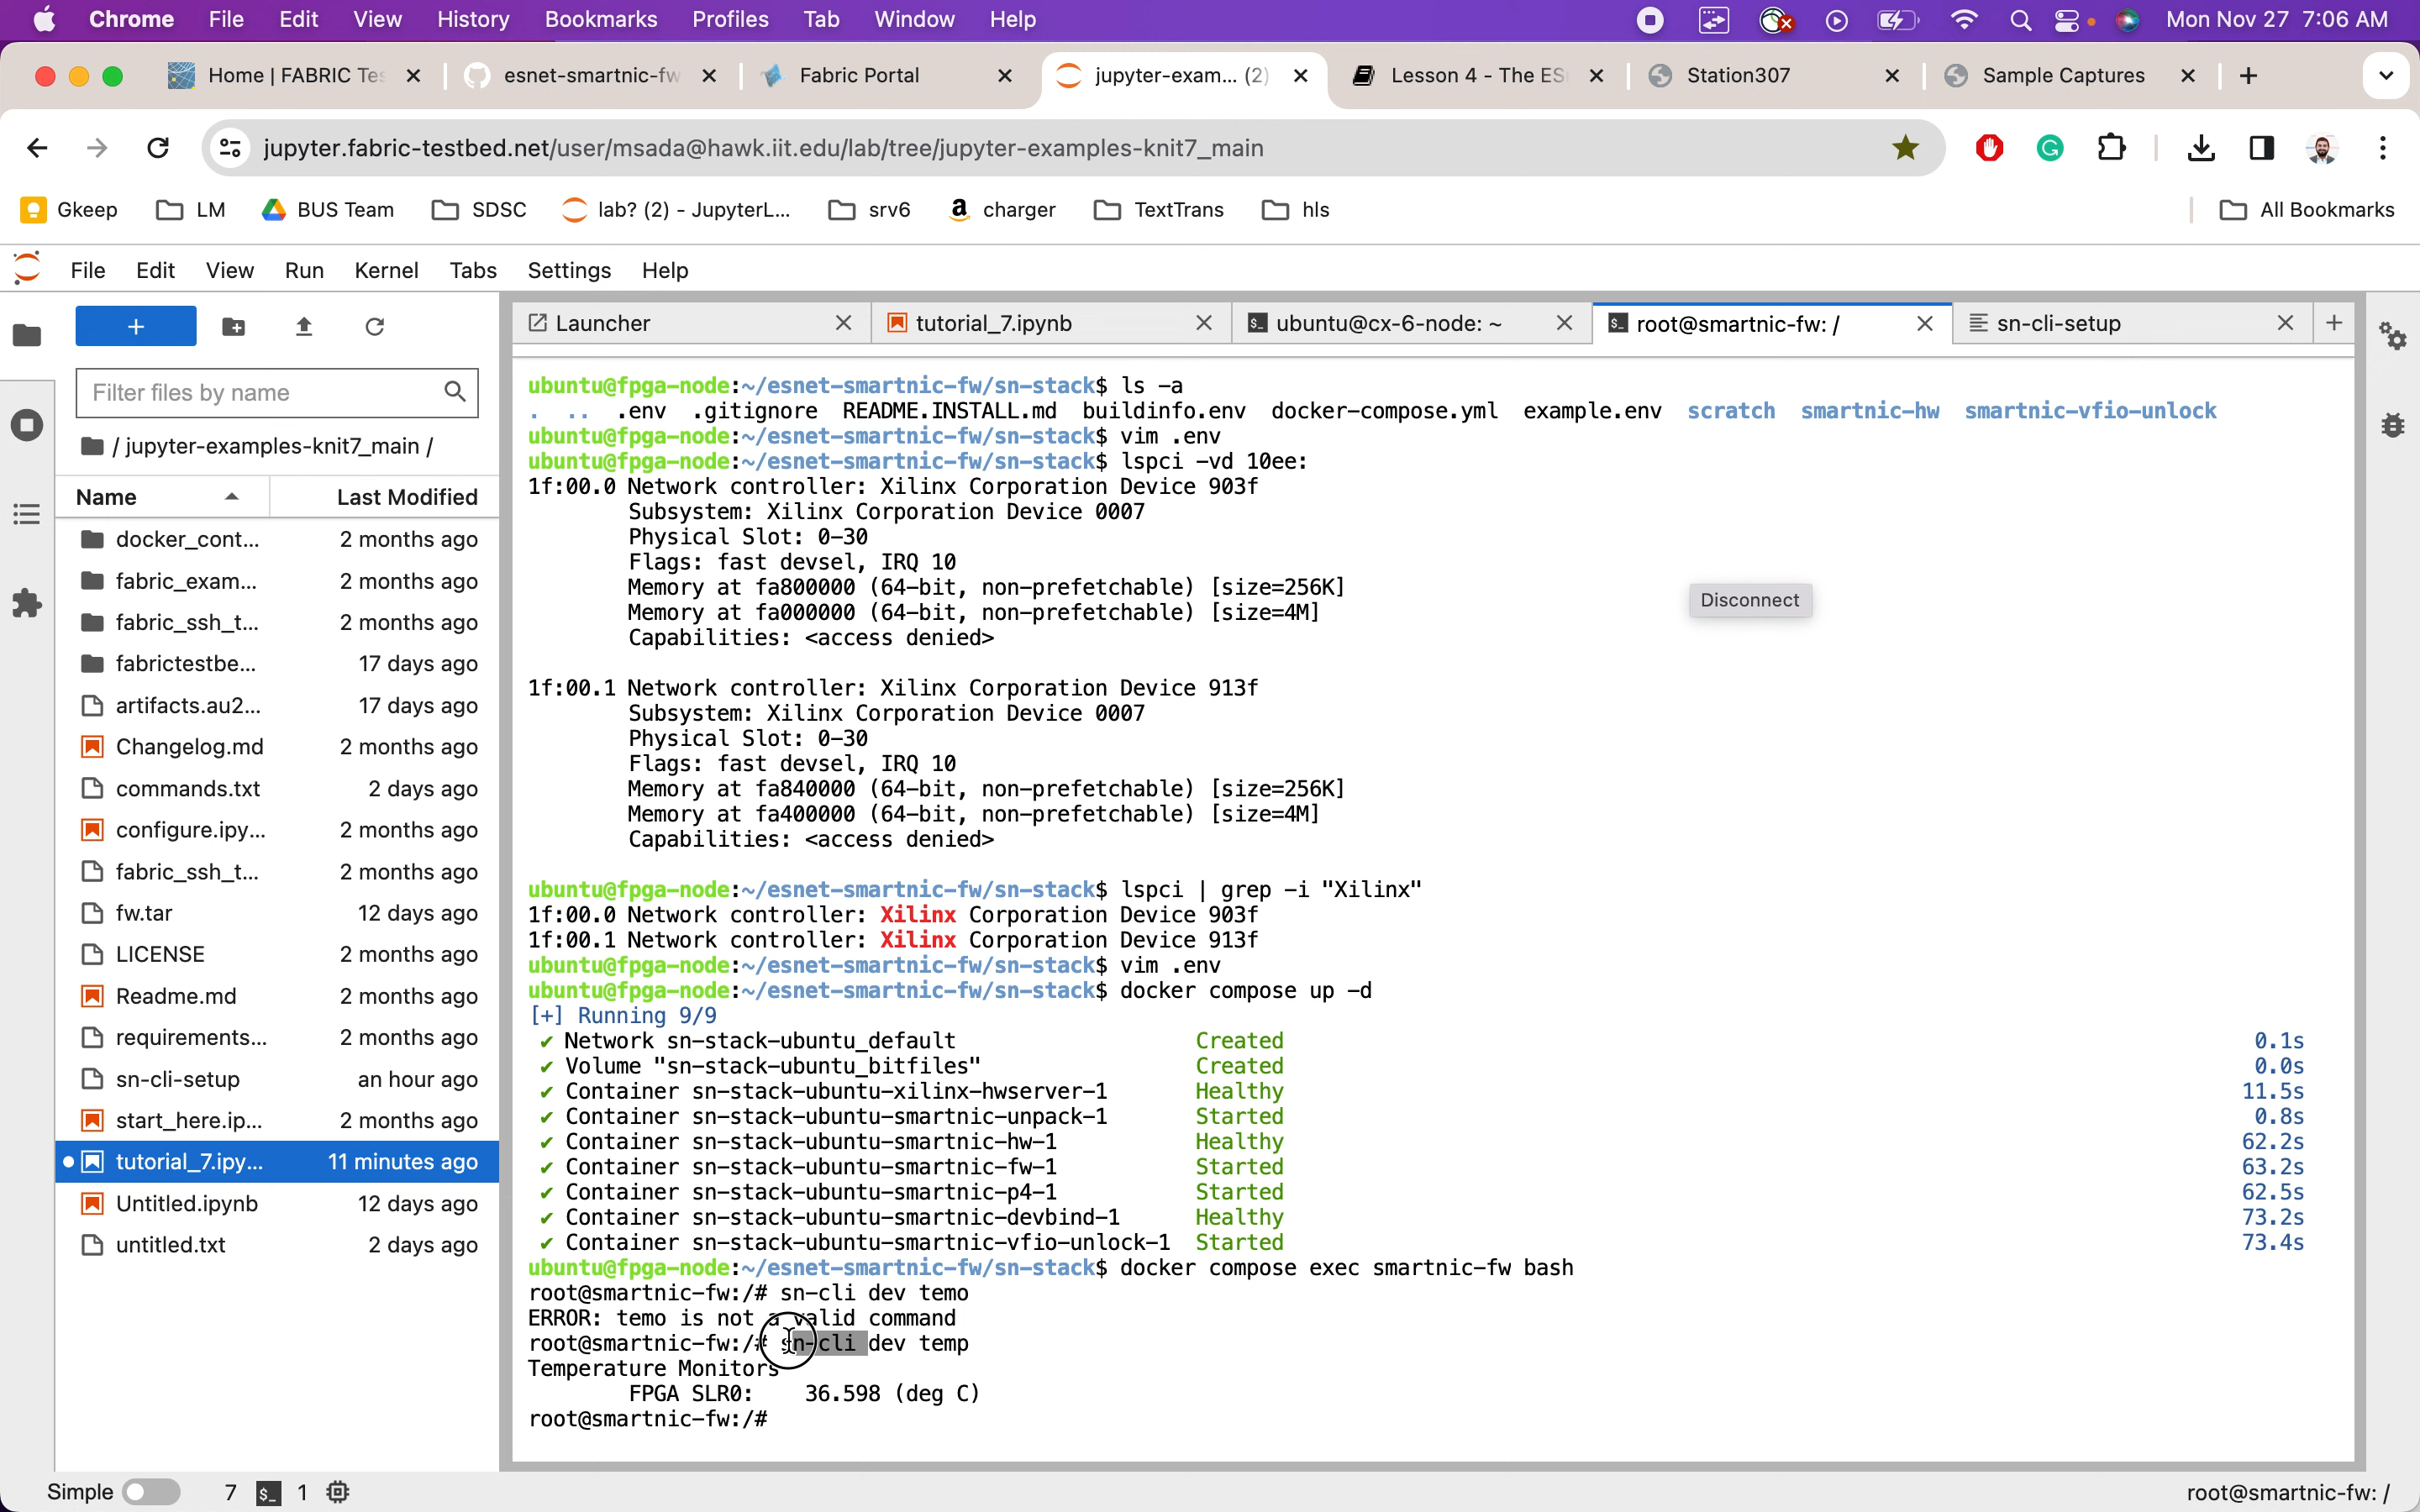 Chrome File Edit View History Bookmarks Profiles Tab Window Help Mon Nov 27 7:06 AM
Home | FABRIC Tes esnet-smartnic-fw Fabric Portal jupyter-exam... (2) Lesson 4 - The ES Station307 Sample Captures
jupyter.fabric-testbed.net/user/msada@hawk.iit.edu/lab/tree/jupyter-examples-knit7_main
Gkeep LM BUS Team SDSC lab? (2) - JupyterL... srv6 charger TextTrans hls All Bookmarks
File Edit View Run Kernel Tabs Settings Help
Launcher tutorial_7.ipynb ubuntu@cx-6-node: ~ root@smartnic-fw: / sn-cli-setup
Filter files by name
/ jupyter-examples-knit7_main /
Name Last Modified
docker_cont... 2 months ago
fabric_exam... 2 months ago
fabric_ssh_t... 2 months ago
fabrictestbe... 17 days ago
artifacts.au2... 17 days ago
Changelog.md 2 months ago
commands.txt 2 days ago
configure.ipy... 2 months ago
fabric_ssh_t... 2 months ago
fw.tar 12 days ago
LICENSE 2 months ago
Readme.md 2 months ago
requirements... 2 months ago
sn-cli-setup an hour ago
start_here.ip... 2 months ago
tutorial_7.ipy... 11 minutes ago
Untitled.ipynb 12 days ago
untitled.txt 2 days ago
ubuntu@fpga-node:~/esnet-smartnic-fw/sn-stack$ ls -a
. .. .env .gitignore README.INSTALL.md buildinfo.env docker-compose.yml example.env scratch smartnic-hw smartnic-vfio-unlock
ubuntu@fpga-node:~/esnet-smartnic-fw/sn-stack$ vim .env
ubuntu@fpga-node:~/esnet-smartnic-fw/sn-stack$ lspci -vd 10ee:
1f:00.0 Network controller: Xilinx Corporation Device 903f
Subsystem: Xilinx Corporation Device 0007
Physical Slot: 0-30
Flags: fast devsel, IRQ 10
Memory at fa800000 (64-bit, non-prefetchable) [size=256K]
Memory at fa000000 (64-bit, non-prefetchable) [size=4M]
Capabilities: <access denied>
Disconnect
1f:00.1 Network controller: Xilinx Corporation Device 913f
Subsystem: Xilinx Corporation Device 0007
Physical Slot: 0-30
Flags: fast devsel, IRQ 10
Memory at fa840000 (64-bit, non-prefetchable) [size=256K]
Memory at fa400000 (64-bit, non-prefetchable) [size=4M]
Capabilities: <access denied>
ubuntu@fpga-node:~/esnet-smartnic-fw/sn-stack$ lspci | grep -i "Xilinx"
1f:00.0 Network controller: Xilinx Corporation Device 903f
1f:00.1 Network controller: Xilinx Corporation Device 913f
ubuntu@fpga-node:~/esnet-smartnic-fw/sn-stack$ vim .env
ubuntu@fpga-node:~/esnet-smartnic-fw/sn-stack$ docker compose up -d
[+] Running 9/9
✔ Network sn-stack-ubuntu_default Created 0.1s
✔ Volume "sn-stack-ubuntu_bitfiles" Created 0.0s
✔ Container sn-stack-ubuntu-xilinx-hwserver-1 Healthy 11.5s
✔ Container sn-stack-ubuntu-smartnic-unpack-1 Started 0.8s
✔ Container sn-stack-ubuntu-smartnic-hw-1 Healthy 62.2s
✔ Container sn-stack-ubuntu-smartnic-fw-1 Started 63.2s
✔ Container sn-stack-ubuntu-smartnic-p4-1 Started 62.5s
✔ Container sn-stack-ubuntu-smartnic-devbind-1 Healthy 73.2s
✔ Container sn-stack-ubuntu-smartnic-vfio-unlock-1 Started 73.4s
ubuntu@fpga-node:~/esnet-smartnic-fw/sn-stack$ docker compose exec smartnic-fw bash
root@smartnic-fw:/# sn-cli dev temo
ERROR: temo is not a valid command
root@smartnic-fw:/# sn-cli dev temp
Temperature Monitors
FPGA SLR0: 36.598 (deg C)
root@smartnic-fw:/#
Simple 7 1 root@smartnic-fw: /